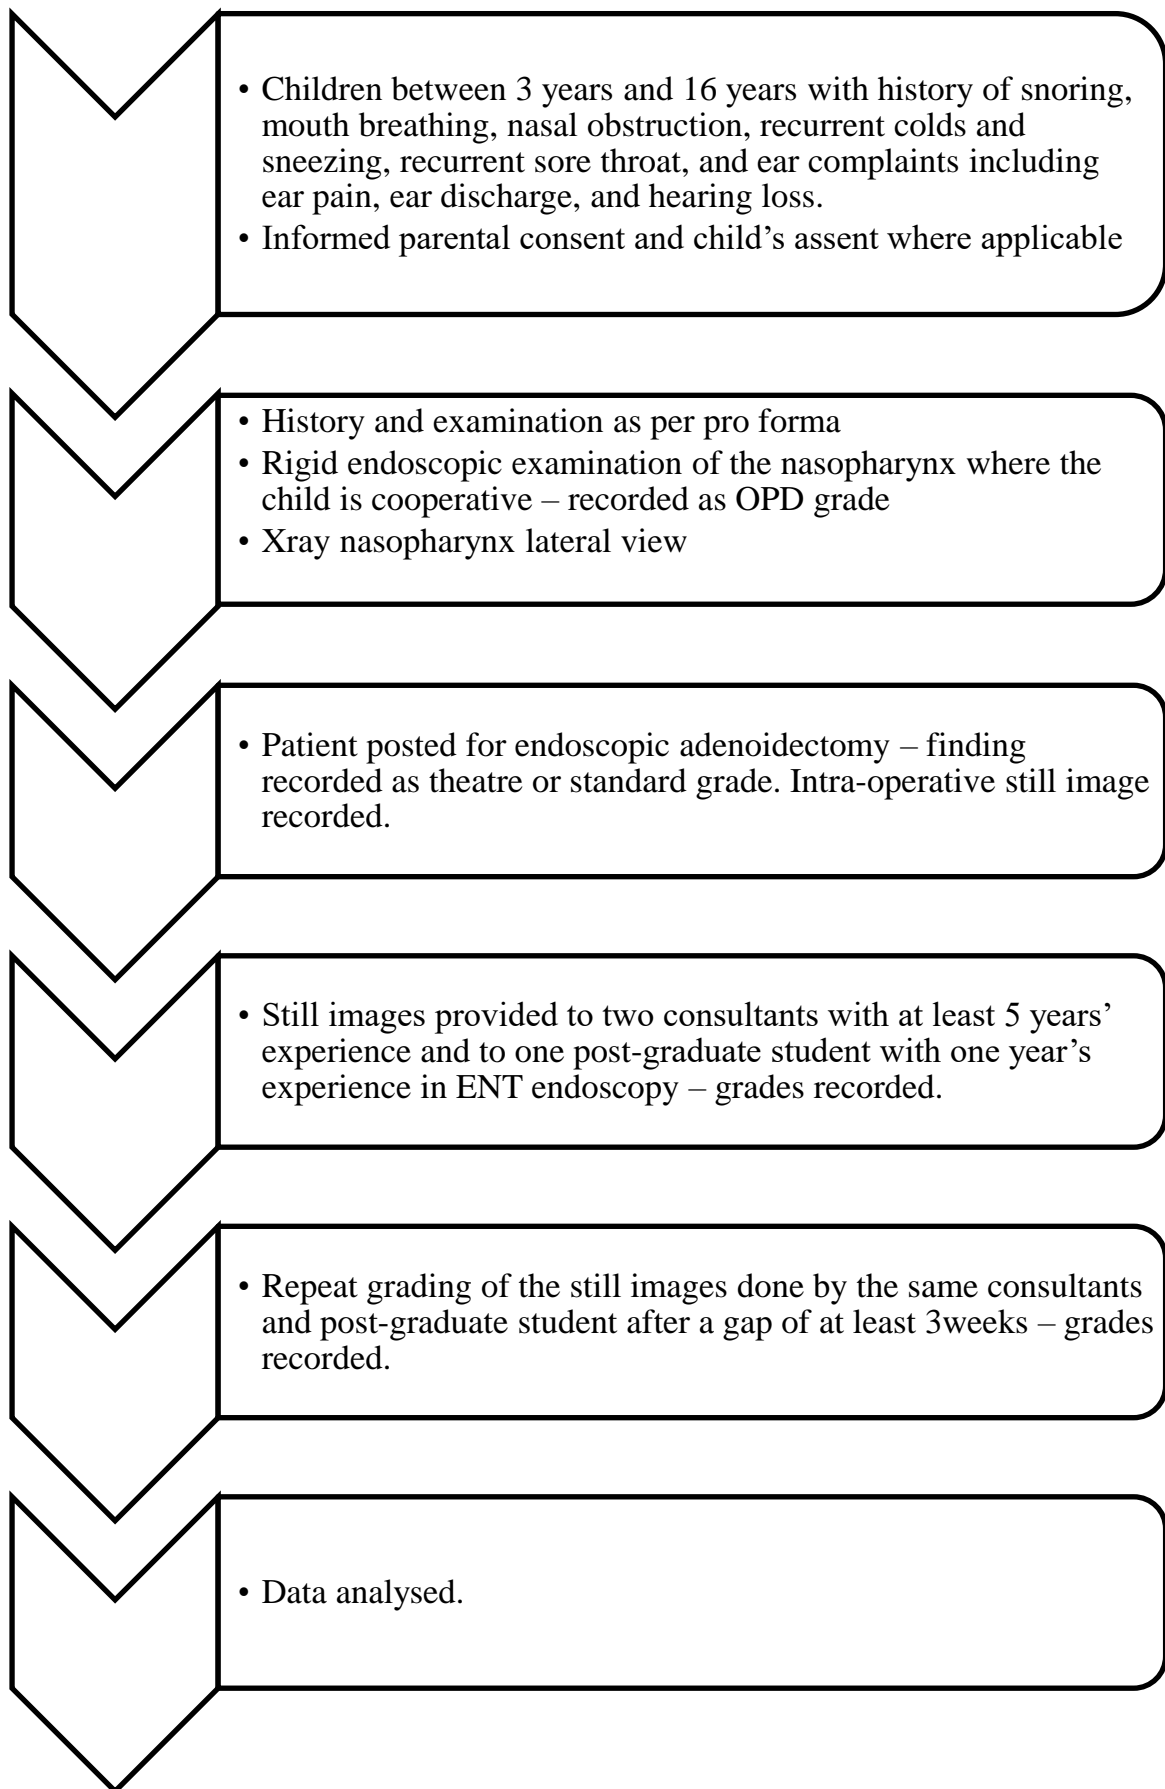 • Children between 3 years and 16 years with history of snoring,
mouth breathing, nasal obstruction, recurrent colds and
sneezing, recurrent sore throat, and ear complaints including
ear pain, ear discharge, and hearing loss.
• Informed parental consent and child’s assent where applicable
• History and examination as per pro forma
• Rigid endoscopic examination of the nasopharynx where the
child is cooperative – recorded as OPD grade
• Xray nasopharynx lateral view
• Patient posted for endoscopic adenoidectomy – finding
recorded as theatre or standard grade. Intra-operative still image
recorded.
• Still images provided to two consultants with at least 5 years’
experience and to one post-graduate student with one year’s
experience in ENT endoscopy – grades recorded.
• Repeat grading of the still images done by the same consultants
and post-graduate student after a gap of at least 3weeks – grades
recorded.
• Data analysed.